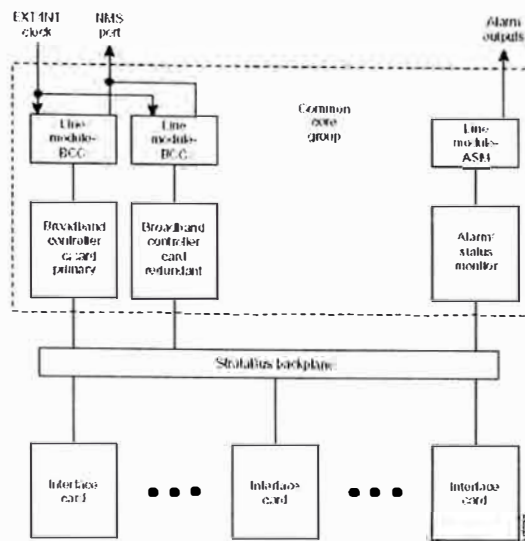 EXT/INT
clock
NMS
port
Alarm
outputs
Common
core
group
Line
module-
BCC
Line
module-
BCC
Line
module-
ASM
Broadband
controller
card
primary
Broadband
controller
card
redundant
Alarm/
status
monitor
StrataBus backplane
Interface
card
Interface
card
Interface
card